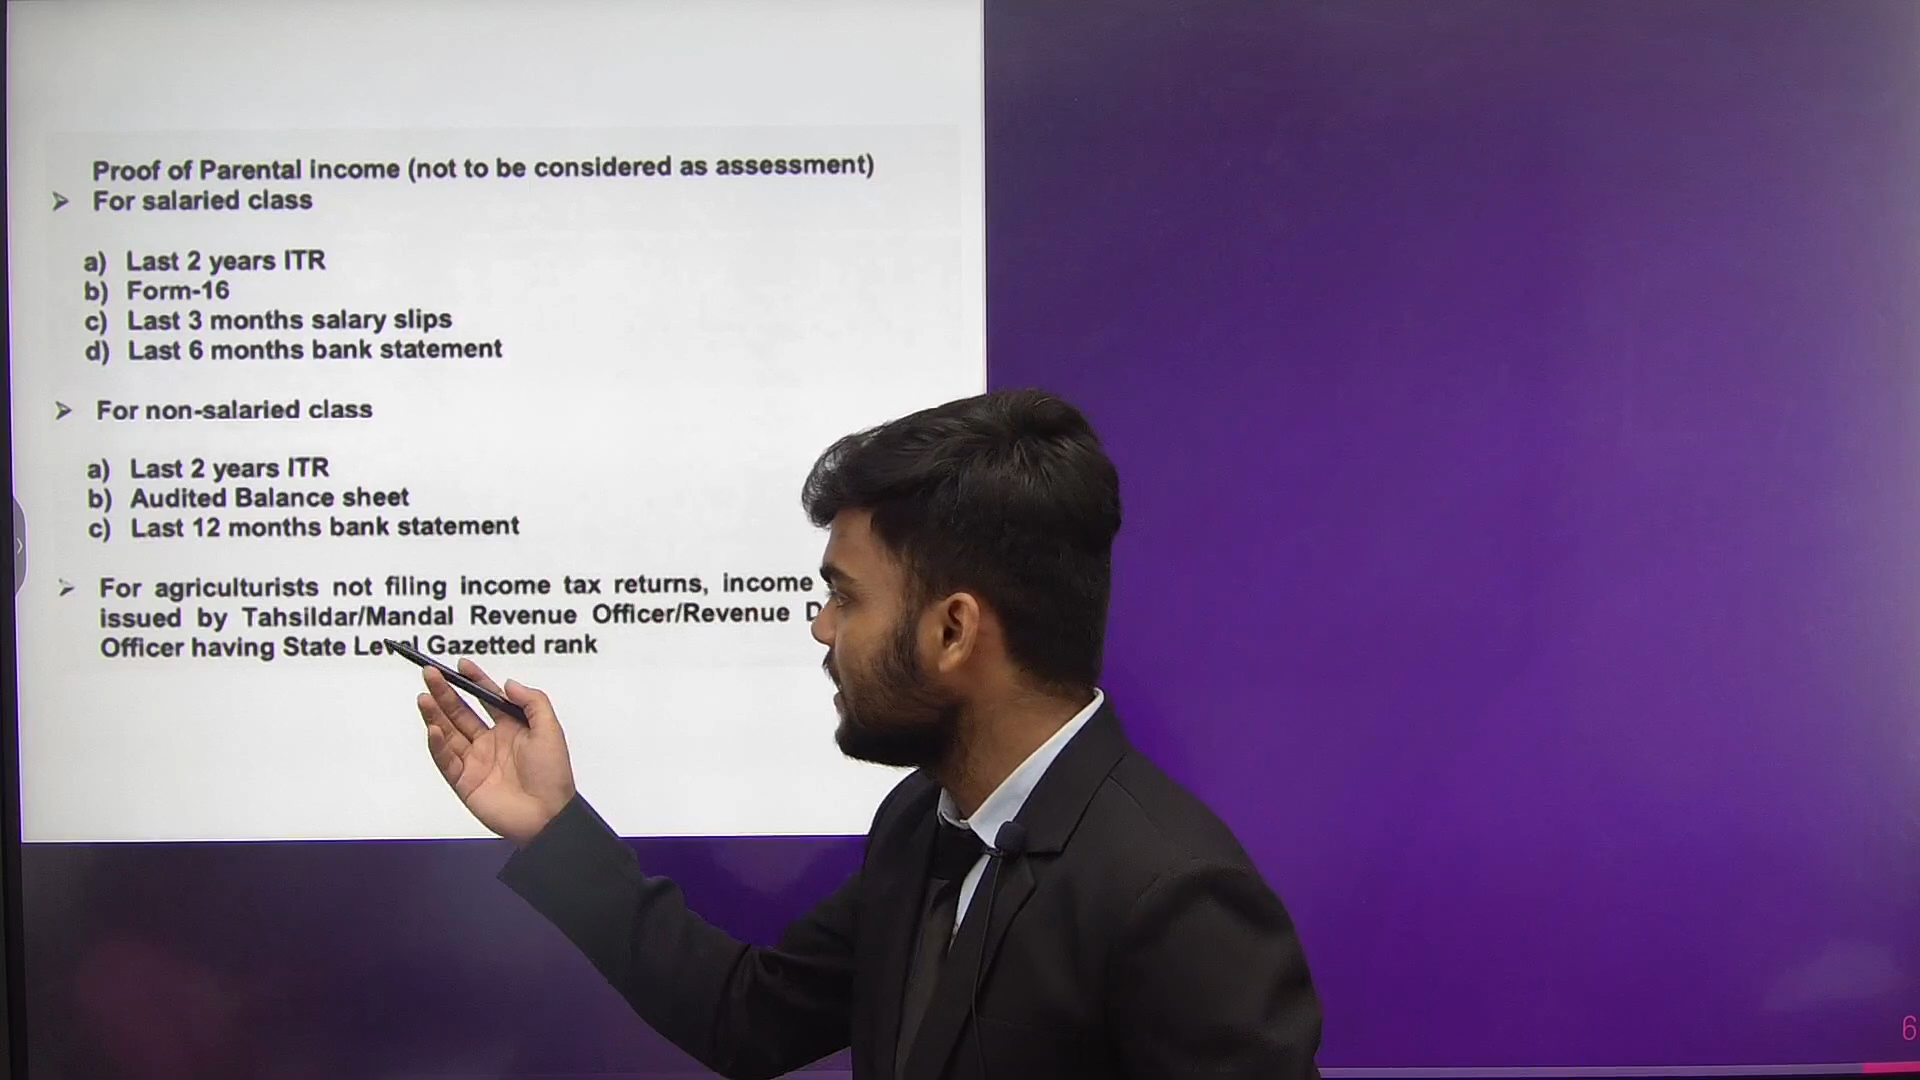 Proof of Parental income (not to be considered as assessment)
➢ For salaried class
a) Last 2 years ITR
b) Form-16
c) Last 3 months salary slips
d) Last 6 months bank statement
➢ For non-salaried class
a) Last 2 years ITR
b) Audited Balance sheet
c) Last 12 months bank statement
➢ For agriculturists not filing income tax returns, income
issued by Tahsildar/Mandal Revenue Officer/Revenue
Officer having State Level Gazetted rank
6